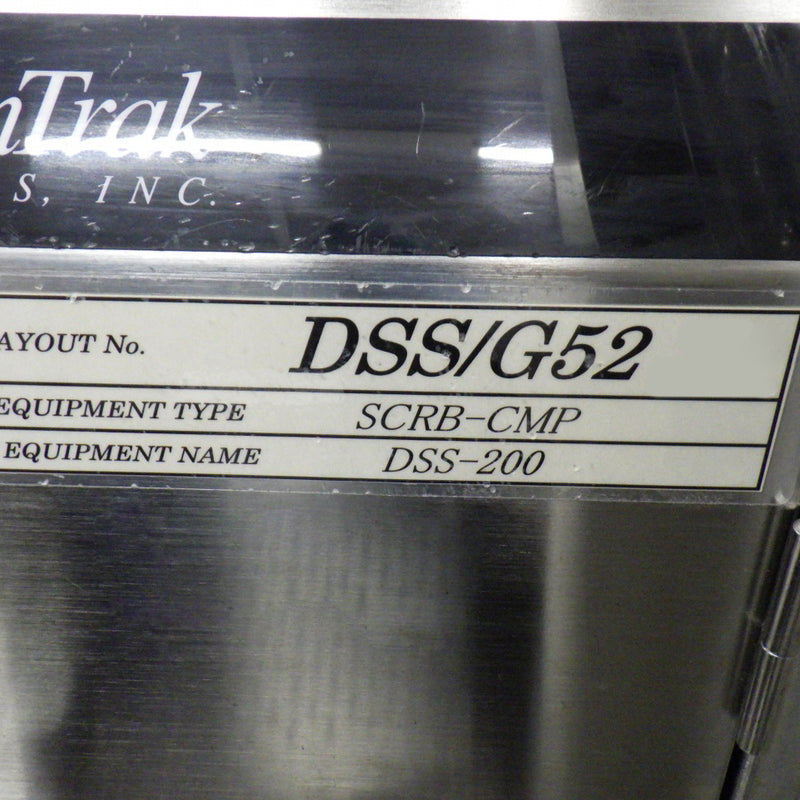 nTrak
S, INC.
AYOUT No. DSS/G52
EQUIPMENT TYPE SCRB-CMP
EQUIPMENT NAME DSS-200